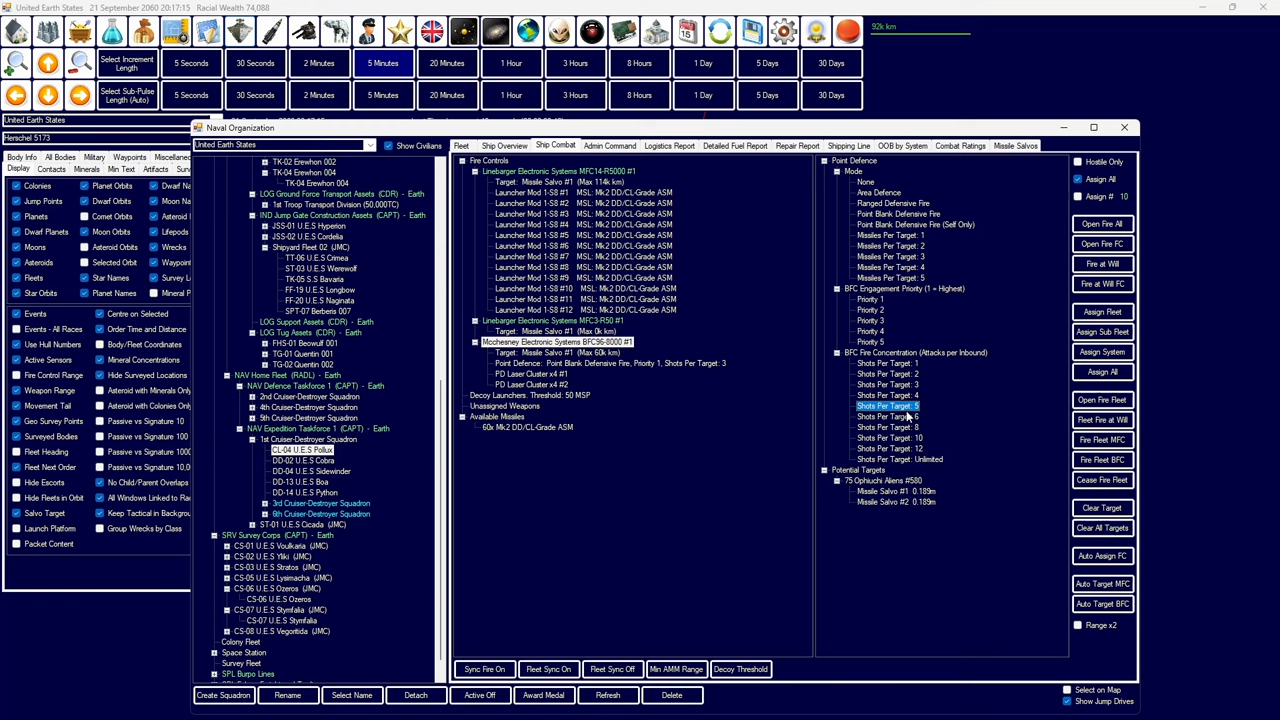 United Earth States   21 September 2060 20:17:15   Racial Wealth 74,088
92k km
Select Increment Length
5 Seconds
30 Seconds
2 Minutes
5 Minutes
20 Minutes
1 Hour
3 Hours
8 Hours
1 Day
5 Days
30 Days
Select Sub-Pulse Length (Auto)
5 Seconds
30 Seconds
2 Minutes
5 Minutes
20 Minutes
1 Hour
3 Hours
8 Hours
1 Day
5 Days
30 Days
United Earth States
Herschel 5173
Body Info
All Bodies
Military
Waypoints
Miscellaneo
Display
Contacts
Minerals
Min Text
Artifacts
Colonies
Planet Orbits
Dwarf Na
Jump Points
Dwarf Orbits
Moon Na
Planets
Comet Orbits
Asteroid
Dwarf Planets
Moon Orbits
Lifepods
Moons
Asteroid Orbits
Wrecks
Asteroids
Selected Orbit
Waypoin
Fleets
Star Names
Survey L
Star Orbits
Planet Names
Mineral P
Events
Centre on Selected
Events - All Races
Order Time and Distance
Use Hull Numbers
Body/Fleet Coordinates
Active Sensors
Mineral Concentrations
Fire Control Range
Hide Surveyed Locations
Weapon Range
Asteroid with Minerals Only
Movement Tail
Asteroid with Colonies Only
Geo Survey Points
Passive vs Signature 100
Surveyed Bodies
Passive vs Signature 1000
Fleet Heading
Passive vs Signature 10,0
Fleet Next Order
All Windows Linked to Rac
Hide Escorts
No Child/Parent Overlaps
Hide Fleets in Orbit
Salvo Target
Keep Tactical in Backgrou
Launch Platform
Group Wrecks by Class
Packet Content
Naval Organization
United Earth States
Show Civilians
TK-02 Erewhon 002
TK-04 Erewhon 004
TK-04 Erewhon 004
LOG Ground Force Transport Assets (CDR) - Earth
1st Troop Transport Division (50,000TC)
IND Jump Gate Construction Assets (CAPT) - Earth
JSS-01 U.E.S Hyperion
JSS-02 U.E.S Cordelia
Shipyard Fleet 02 (JMC)
TT-06 U.E.S Crimea
ST-03 U.E.S Werewolf
TK-05 S.S Bavaria
FF-19 U.E.S Longbow
FF-20 U.E.S Naginata
SPT-07 Berberis 007
LOG Support Assets (CDR) - Earth
LOG Tug Assets (CDR) - Earth
FHS-01 Beowulf 001
TG-01 Quentin 001
TG-02 Quentin 002
NAV Home Fleet (RADL) - Earth
NAV Defence Taskforce 1 (CAPT) - Earth
2nd Cruiser-Destroyer Squadron
4th Cruiser-Destroyer Squadron
5th Cruiser-Destroyer Squadron
NAV Expedition Taskforce 1 (CAPT) - Earth
1st Cruiser-Destroyer Squadron
CL-04 U.E.S Pollux
DD-02 U.E.S Cobra
DD-04 U.E.S Sidewinder
DD-13 U.E.S Boa
DD-14 U.E.S Python
3rd Cruiser-Destroyer Squadron
6th Cruiser-Destroyer Squadron
ST-01 U.E.S Cicada (JMC)
SRV Survey Corps (CAPT) - Earth
CS-01 U.E.S Voulkaria (JMC)
CS-02 U.E.S Yliki (JMC)
CS-03 U.E.S Stratos (JMC)
CS-05 U.E.S Lysimacha (JMC)
CS-06 U.E.S Ozeros (JMC)
CS-06 U.E.S Ozeros
CS-07 U.E.S Stymfalia (JMC)
CS-07 U.E.S Stymfalia
CS-08 U.E.S Vegoritida (JMC)
Colony Fleet
Space Station
Survey Fleet
SPL Burpo Lines
Fleet
Ship Overview
Ship Combat
Admin Command
Logistics Report
Detailed Fuel Report
Repair Report
Shipping Line
OOB by System
Combat Ratings
Missile Salvos
Fire Controls
Linebarger Electronic Systems MFC14-R5000 #1
Target: Missile Salvo #1 (Max 114k km)
Launcher Mod 1-S8 #1   MSL: Mk2 DD/CL-Grade ASM
Launcher Mod 1-S8 #2   MSL: Mk2 DD/CL-Grade ASM
Launcher Mod 1-S8 #3   MSL: Mk2 DD/CL-Grade ASM
Launcher Mod 1-S8 #4   MSL: Mk2 DD/CL-Grade ASM
Launcher Mod 1-S8 #5   MSL: Mk2 DD/CL-Grade ASM
Launcher Mod 1-S8 #6   MSL: Mk2 DD/CL-Grade ASM
Launcher Mod 1-S8 #7   MSL: Mk2 DD/CL-Grade ASM
Launcher Mod 1-S8 #8   MSL: Mk2 DD/CL-Grade ASM
Launcher Mod 1-S8 #9   MSL: Mk2 DD/CL-Grade ASM
Launcher Mod 1-S8 #10   MSL: Mk2 DD/CL-Grade ASM
Launcher Mod 1-S8 #11   MSL: Mk2 DD/CL-Grade ASM
Launcher Mod 1-S8 #12   MSL: Mk2 DD/CL-Grade ASM
Linebarger Electronic Systems MFC3-R50 #1
Target: Missile Salvo #1 (Max 0k km)
Mcchesney Electronic Systems BFC96-8000 #1
Target: Missile Salvo #1 (Max 60k km)
Point Defence: Point Blank Defensive Fire, Priority 1, Shots Per Target: 3
PD Laser Cluster x4 #1
PD Laser Cluster x4 #2
Decoy Launchers. Threshold: 50 MSP
Unassigned Weapons
Available Missiles
60x Mk2 DD/CL-Grade ASM
Point Defence
Mode
None
Area Defence
Ranged Defensive Fire
Point Blank Defensive Fire
Point Blank Defensive Fire (Self Only)
Missiles Per Target: 1
Missiles Per Target: 2
Missiles Per Target: 3
Missiles Per Target: 4
Missiles Per Target: 5
BFC Engagement Priority (1 = Highest)
Priority 1
Priority 2
Priority 3
Priority 4
Priority 5
BFC Fire Concentration (Attacks per Inbound)
Shots Per Target: 1
Shots Per Target: 2
Shots Per Target: 3
Shots Per Target: 4
Shots Per Target: 5
Shots Per Target: 6
Shots Per Target: 8
Shots Per Target: 10
Shots Per Target: 12
Shots Per Target: Unlimited
Potential Targets
75 Ophiuchi Aliens #580
Missile Salvo #1  0.189m
Missile Salvo #2  0.189m
Hostile Only
Assign All
Assign #  10
Open Fire All
Open Fire FC
Fire at Will
Fire at Will FC
Assign Fleet
Assign Sub Fleet
Assign System
Assign All
Open Fire Fleet
Fleet Fire at Will
Fire Fleet MFC
Fire Fleet BFC
Cease Fire Fleet
Clear Target
Clear All Targets
Auto Assign FC
Auto Target MFC
Auto Target BFC
Range x2
Sync Fire On
Fleet Sync On
Fleet Sync Off
Min AMM Range
Decoy Threshold
Create Squadron
Rename
Select Name
Detach
Active Off
Award Medal
Refresh
Delete
Select on Map
Show Jump Drives